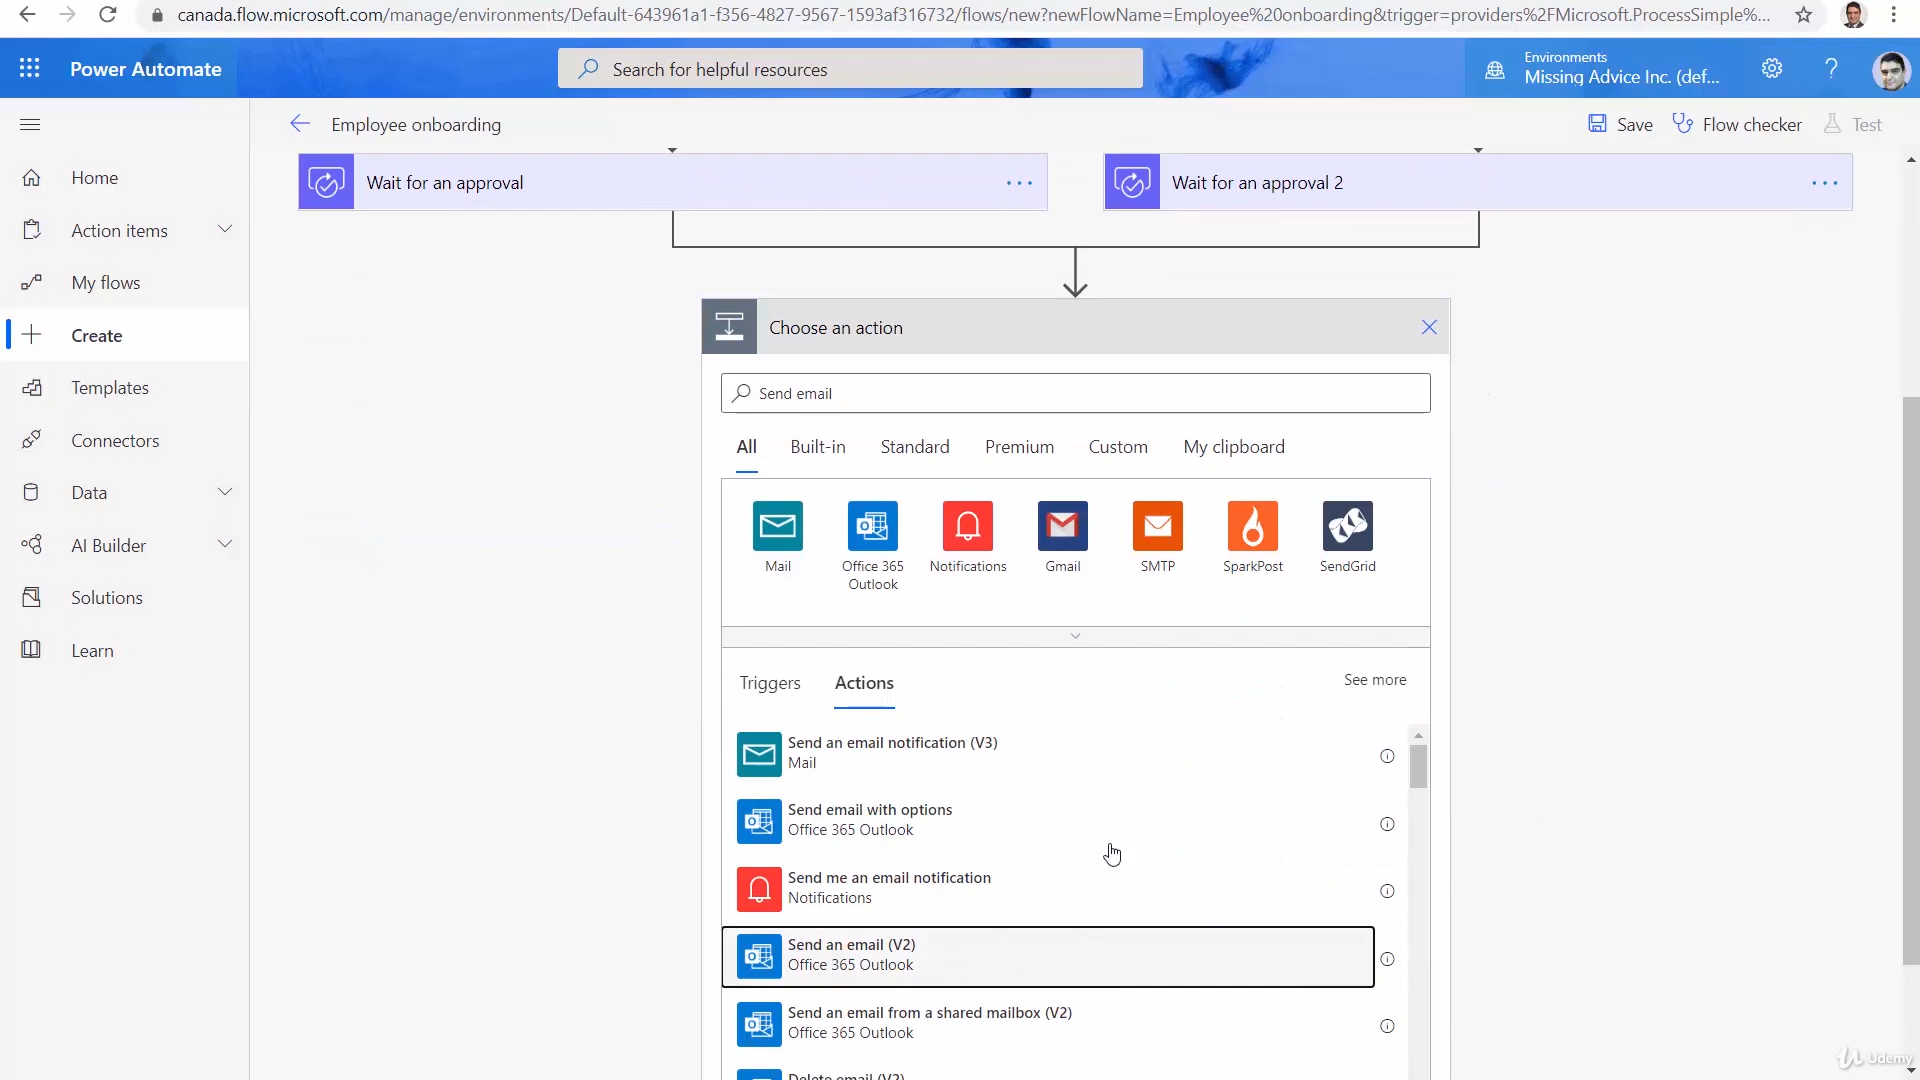 canada.flow.microsoft.com/manage/environments/Default-643961a1-f356-4827-9567-1593af316732/flows/new?newFlowName=Employee%20onboarding&trigger=providers%2FMicrosoft.ProcessSimple%...
Power Automate
Search for helpful resources
Environments
Missing Advice Inc. (def...
Employee onboarding
Save
Flow checker
Test
Home
Action items
My flows
Create
Templates
Connectors
Data
AI Builder
Solutions
Learn
Wait for an approval
Wait for an approval 2
Choose an action
Send email
All
Built-in
Standard
Premium
Custom
My clipboard
Mail
Office 365
Outlook
Notifications
Gmail
SMTP
SparkPost
SendGrid
Triggers
Actions
See more
Send an email notification (V3)
Mail
Send email with options
Office 365 Outlook
Send me an email notification
Notifications
Send an email (V2)
Office 365 Outlook
Send an email from a shared mailbox (V2)
Office 365 Outlook
Delete email (V2)
Udemy